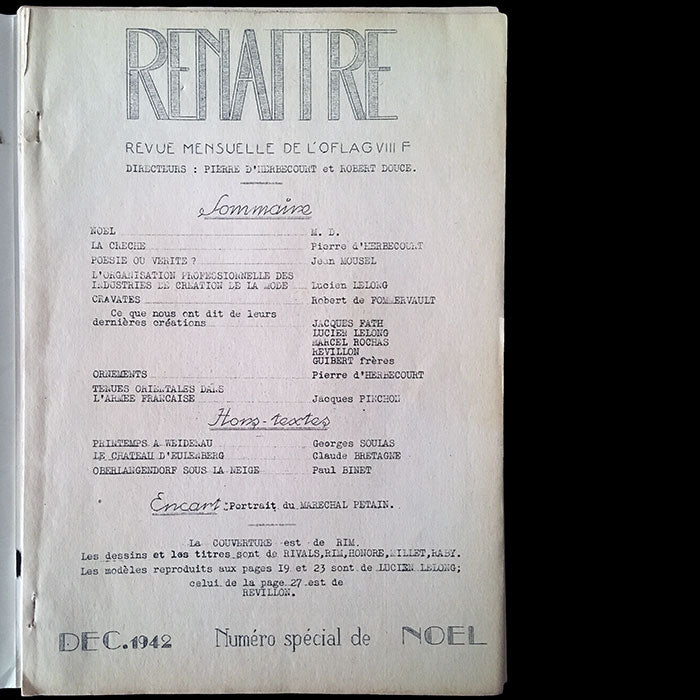 RENAITRE
REVUE MENSUELLE DE L'OFLAG VIII F
DIRECTEURS : PIERRE D'HERBECOURT et ROBERT DOUCE.
Sommaire
NOEL M. D.
LA CRECHE Pierre d'HERBECOURT
POESIE OU VERITE ? Jean MOUSEL
L'ORGANISATION PROFESSIONNELLE DES
INDUSTRIES DE CREATION DE LA MODE Lucien LELONG
CRAVATES Robert de POMMERVAULT
Ce que nous ont dit de leurs
dernières créations JACQUES FATH
LUCIEN LELONG
MARCEL ROCHAS
REVILLON
GUIBERT frères
ORNEMENTS Pierre d'HERBECOURT
TENUES ORIENTALES DANS
L'ARMEE FRANCAISE Jacques PINCHON
Hors-textes
PRINTEMPS A WEIDENAU Georges SOULAS
LE CHATEAU D'EULENBERG Claude BRETAGNE
OBERLANGENDORF SOUS LA NEIGE Paul BINET
Encart : Portrait du MARECHAL PETAIN.
La COUVERTURE est de RIM.
Les dessins et les titres sont de RIVALS, RIM, HONORE, MILLET, RABY.
Les modèles reproduits aux pages 19 et 23 sont de LUCIEN LELONG;
celui de la page 27 est de
REVILLON.
DEC. 1942 Numéro spécial de NOEL